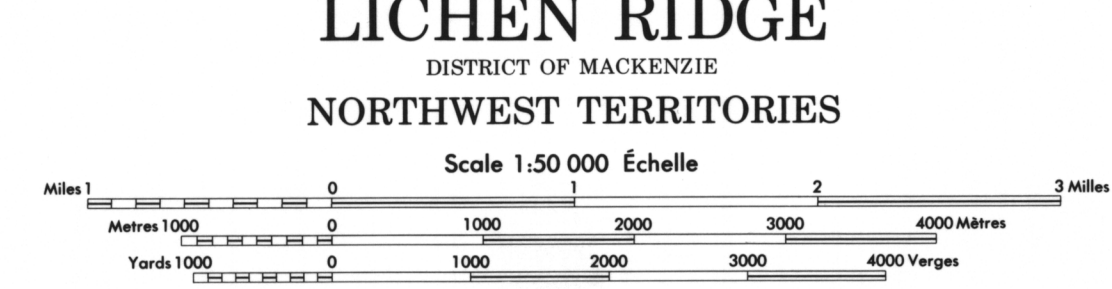 LICHEN RIDGE
DISTRICT OF MACKENZIE
NORTHWEST TERRITORIES
Scale 1:50 000 Échelle
Miles 1 0 1 2 3 Milles
Metres 1000 0 1000 2000 3000 4000 Mètres
Yards 1000 0 1000 2000 3000 4000 Verges